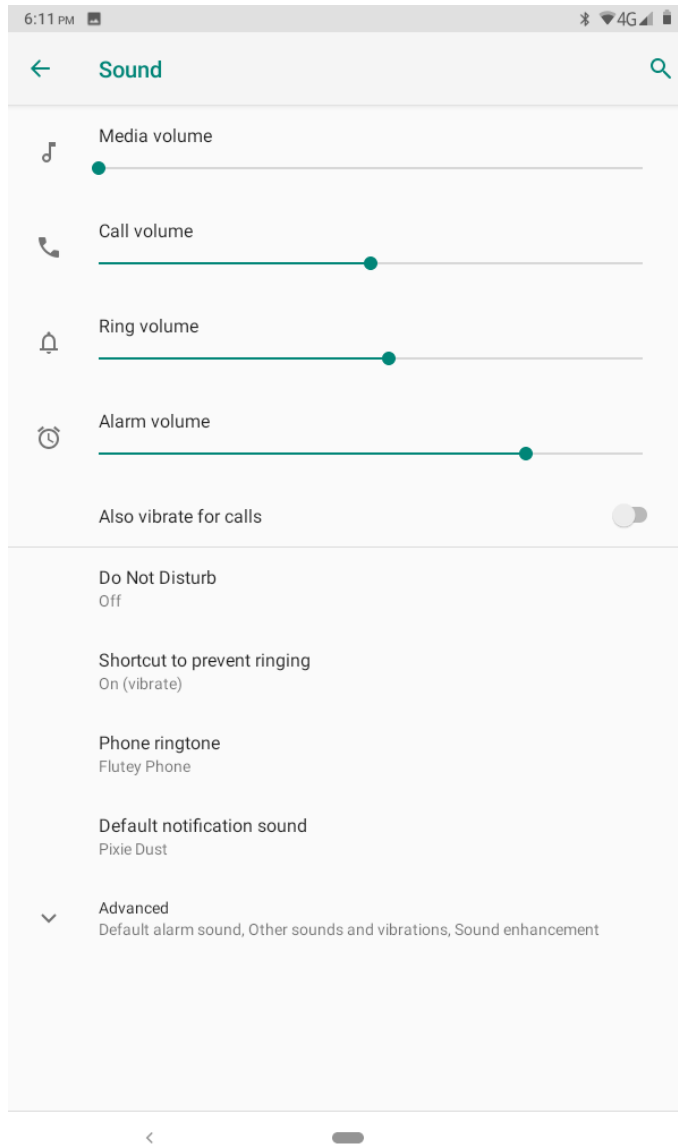 6:11 PM 4G
Sound
Media volume
Call volume
Ring volume
Alarm volume
Also vibrate for calls
Do Not Disturb
Off
Shortcut to prevent ringing
On (vibrate)
Phone ringtone
Flutey Phone
Default notification sound
Pixie Dust
Advanced
Default alarm sound, Other sounds and vibrations, Sound enhancement